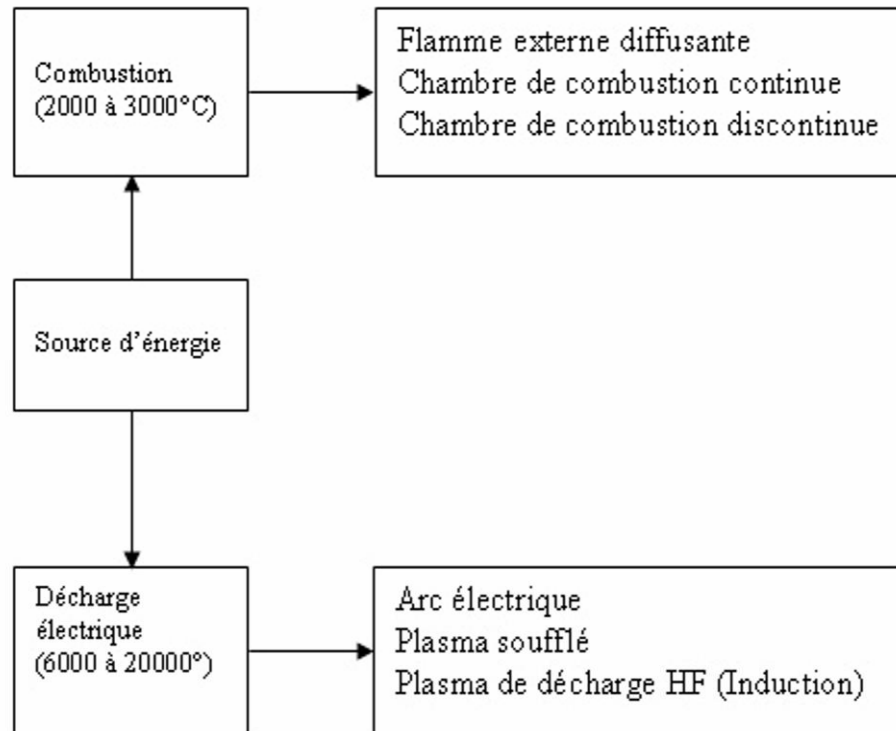 Combustion
(2000 à 3000°C)
Flamme externe diffusante
Chambre de combustion continue
Chambre de combustion discontinue
Source d'énergie
Décharge
électrique
(6000 à 20000°)
Arc électrique
Plasma soufflé
Plasma de décharge HF (Induction)